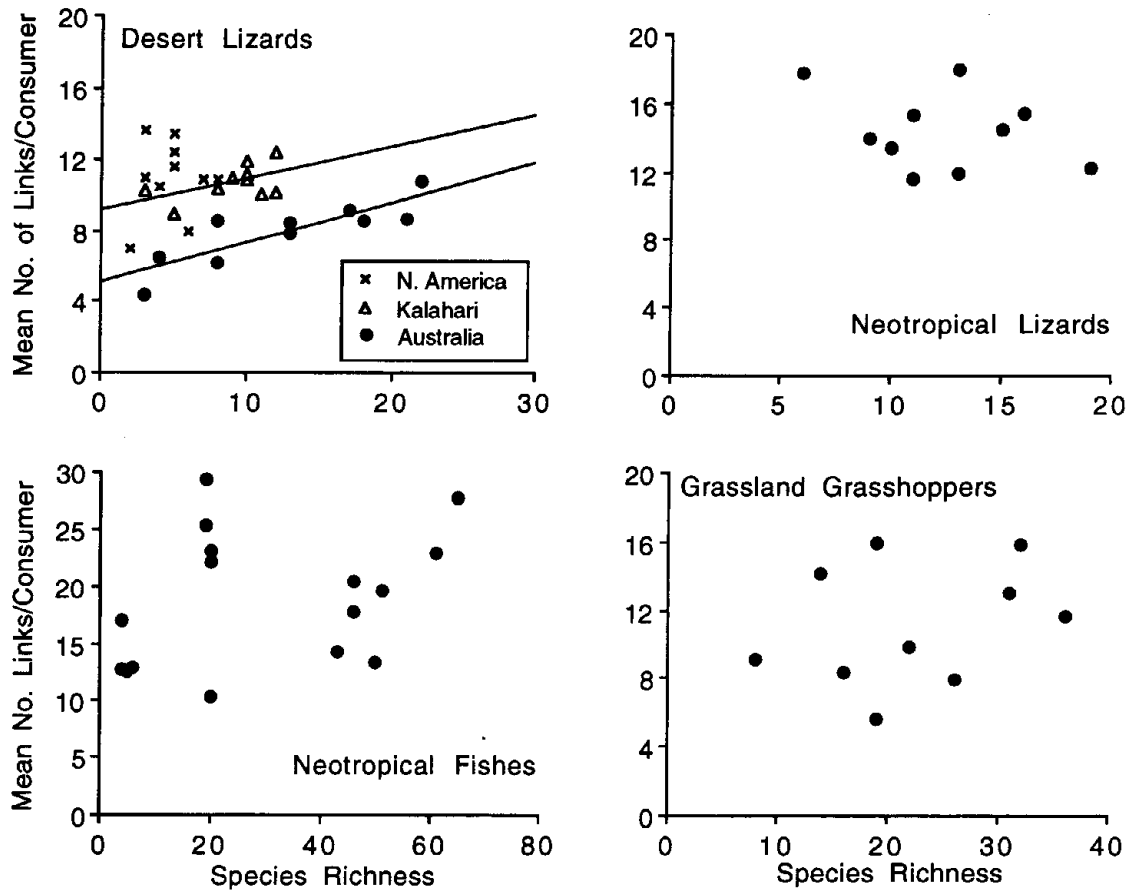 Desert Lizards
Mean No. of Links/Consumer
20
16
12
8
4
0
0 10 20 30
N. America
Kalahari
Australia
20
16
12
8
4
0
0 5 10 15 20
Neotropical Lizards
Mean No. Links/Consumer
30
25
20
15
10
5
0
0 20 40 60 80
Neotropical Fishes
Species Richness
Grassland Grasshoppers
20
16
12
8
4
0
0 10 20 30 40
Species Richness